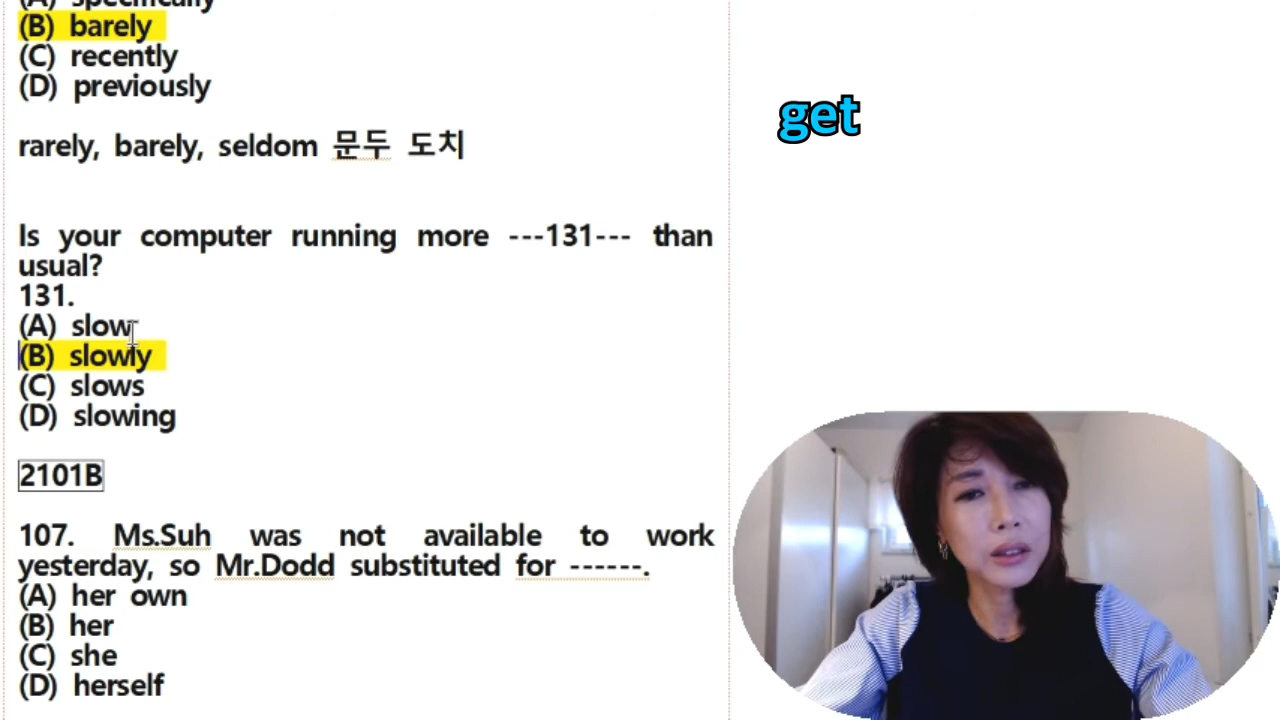 (A) specifically
(B) barely
(C) recently
(D) previously
rarely, barely, seldom 문두 도치
Is your computer running more ---131--- than
usual?
131.
(A) slow
(B) slowly
(C) slows
(D) slowing
2101B
107. Ms.Suh was not available to work
yesterday, so Mr.Dodd substituted for ------.
(A) her own
(B) her
(C) she
(D) herself
get